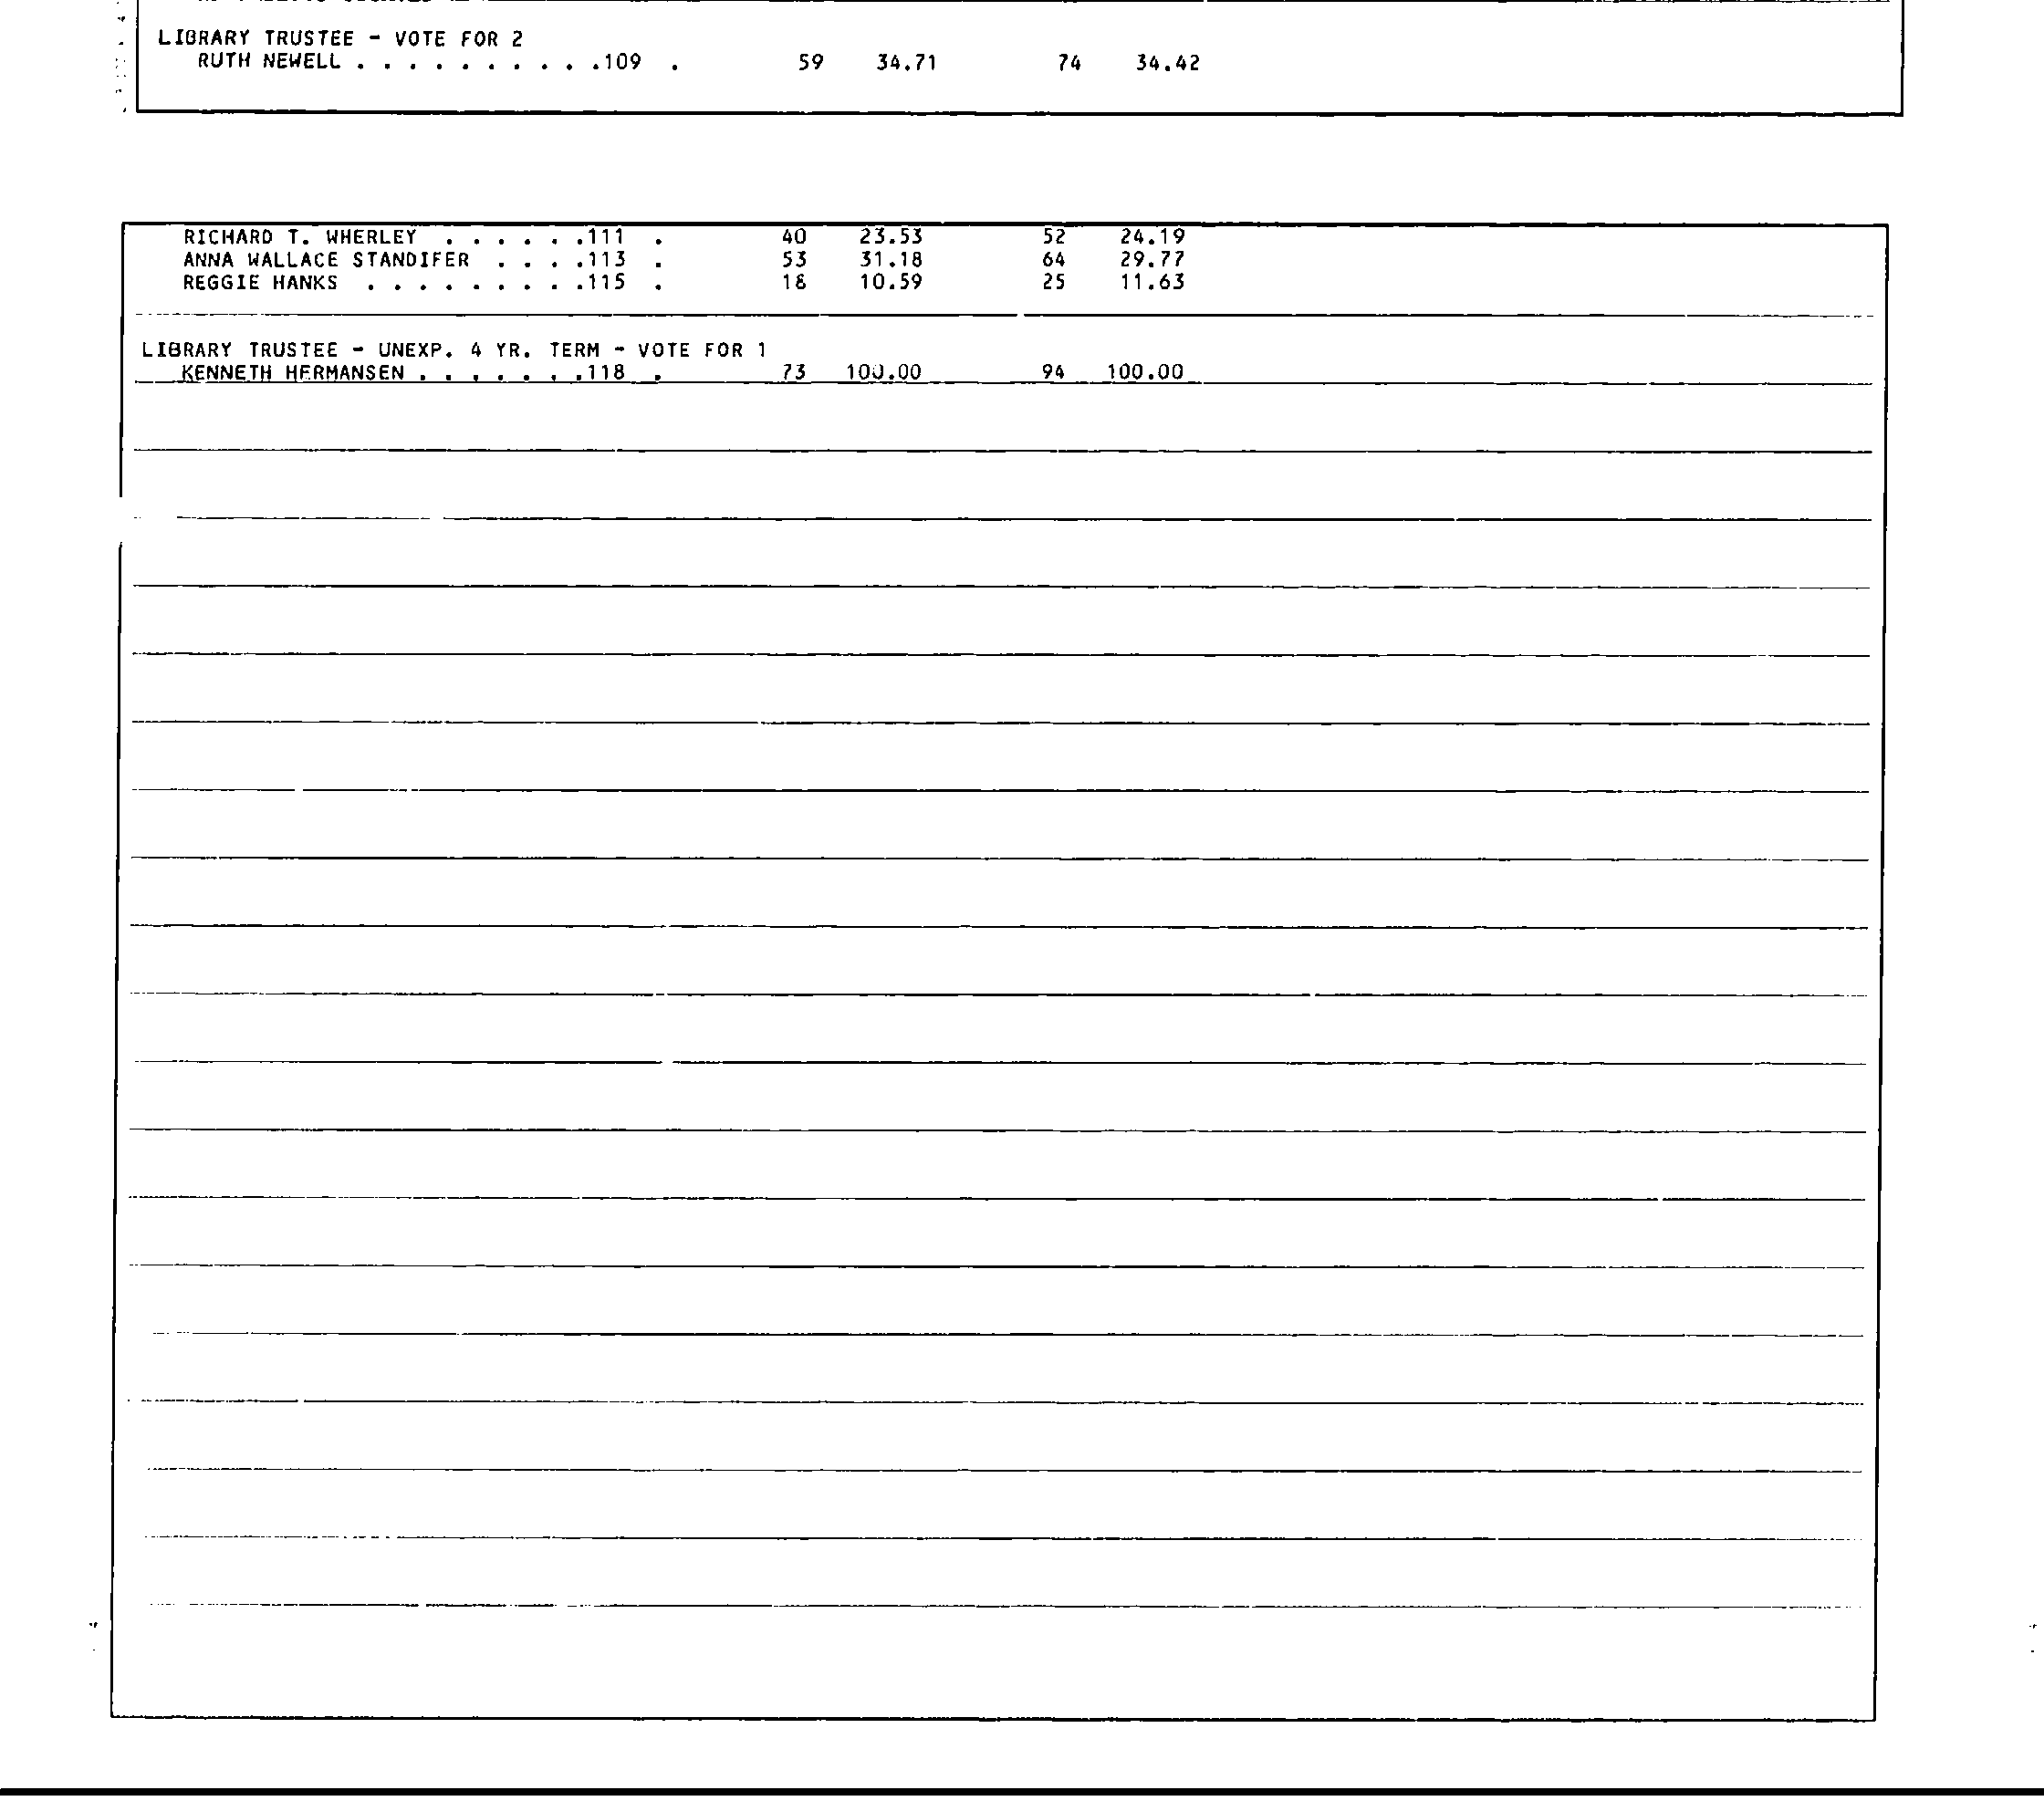 LIBRARY TRUSTEE - VOTE FOR 2
RUTH NEWELL . . . . . . . . . .109 . 59 34.71 74 34.42
RICHARD T. WHERLEY . . . . . .111 . 40 23.53 52 24.19
ANNA WALLACE STANDIFER . . . .113 . 53 31.18 64 29.77
REGGIE HANKS . . . . . . . . .115 . 18 10.59 25 11.63
LIBRARY TRUSTEE - UNEXP. 4 YR. TERM - VOTE FOR 1
KENNETH HERMANSEN . . . . . . .118 . 73 100.00 94 100.00